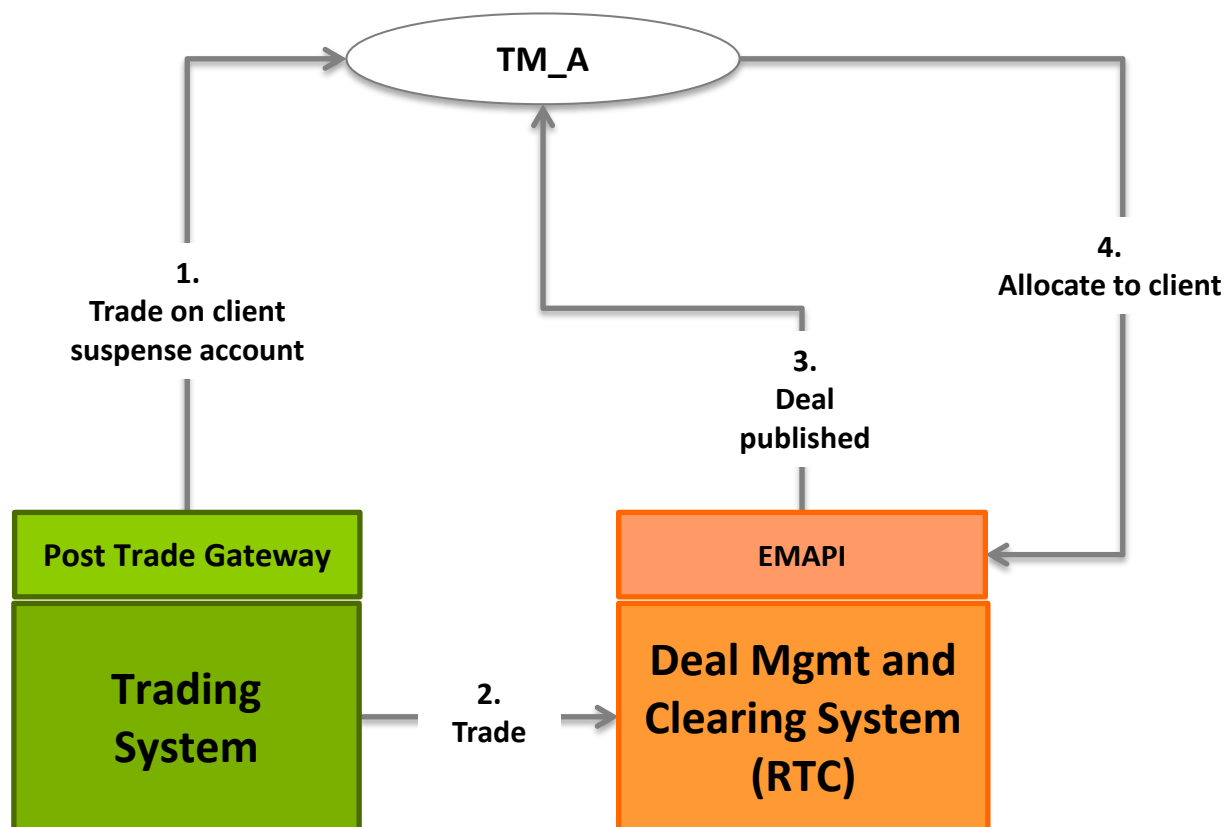 TM_A
1.
Trade on client
suspense account
4.
Allocate to client
3.
Deal
published
Post Trade Gateway
EMAPI
Trading
System
2.
Trade
Deal Mgmt and
Clearing System
(RTC)